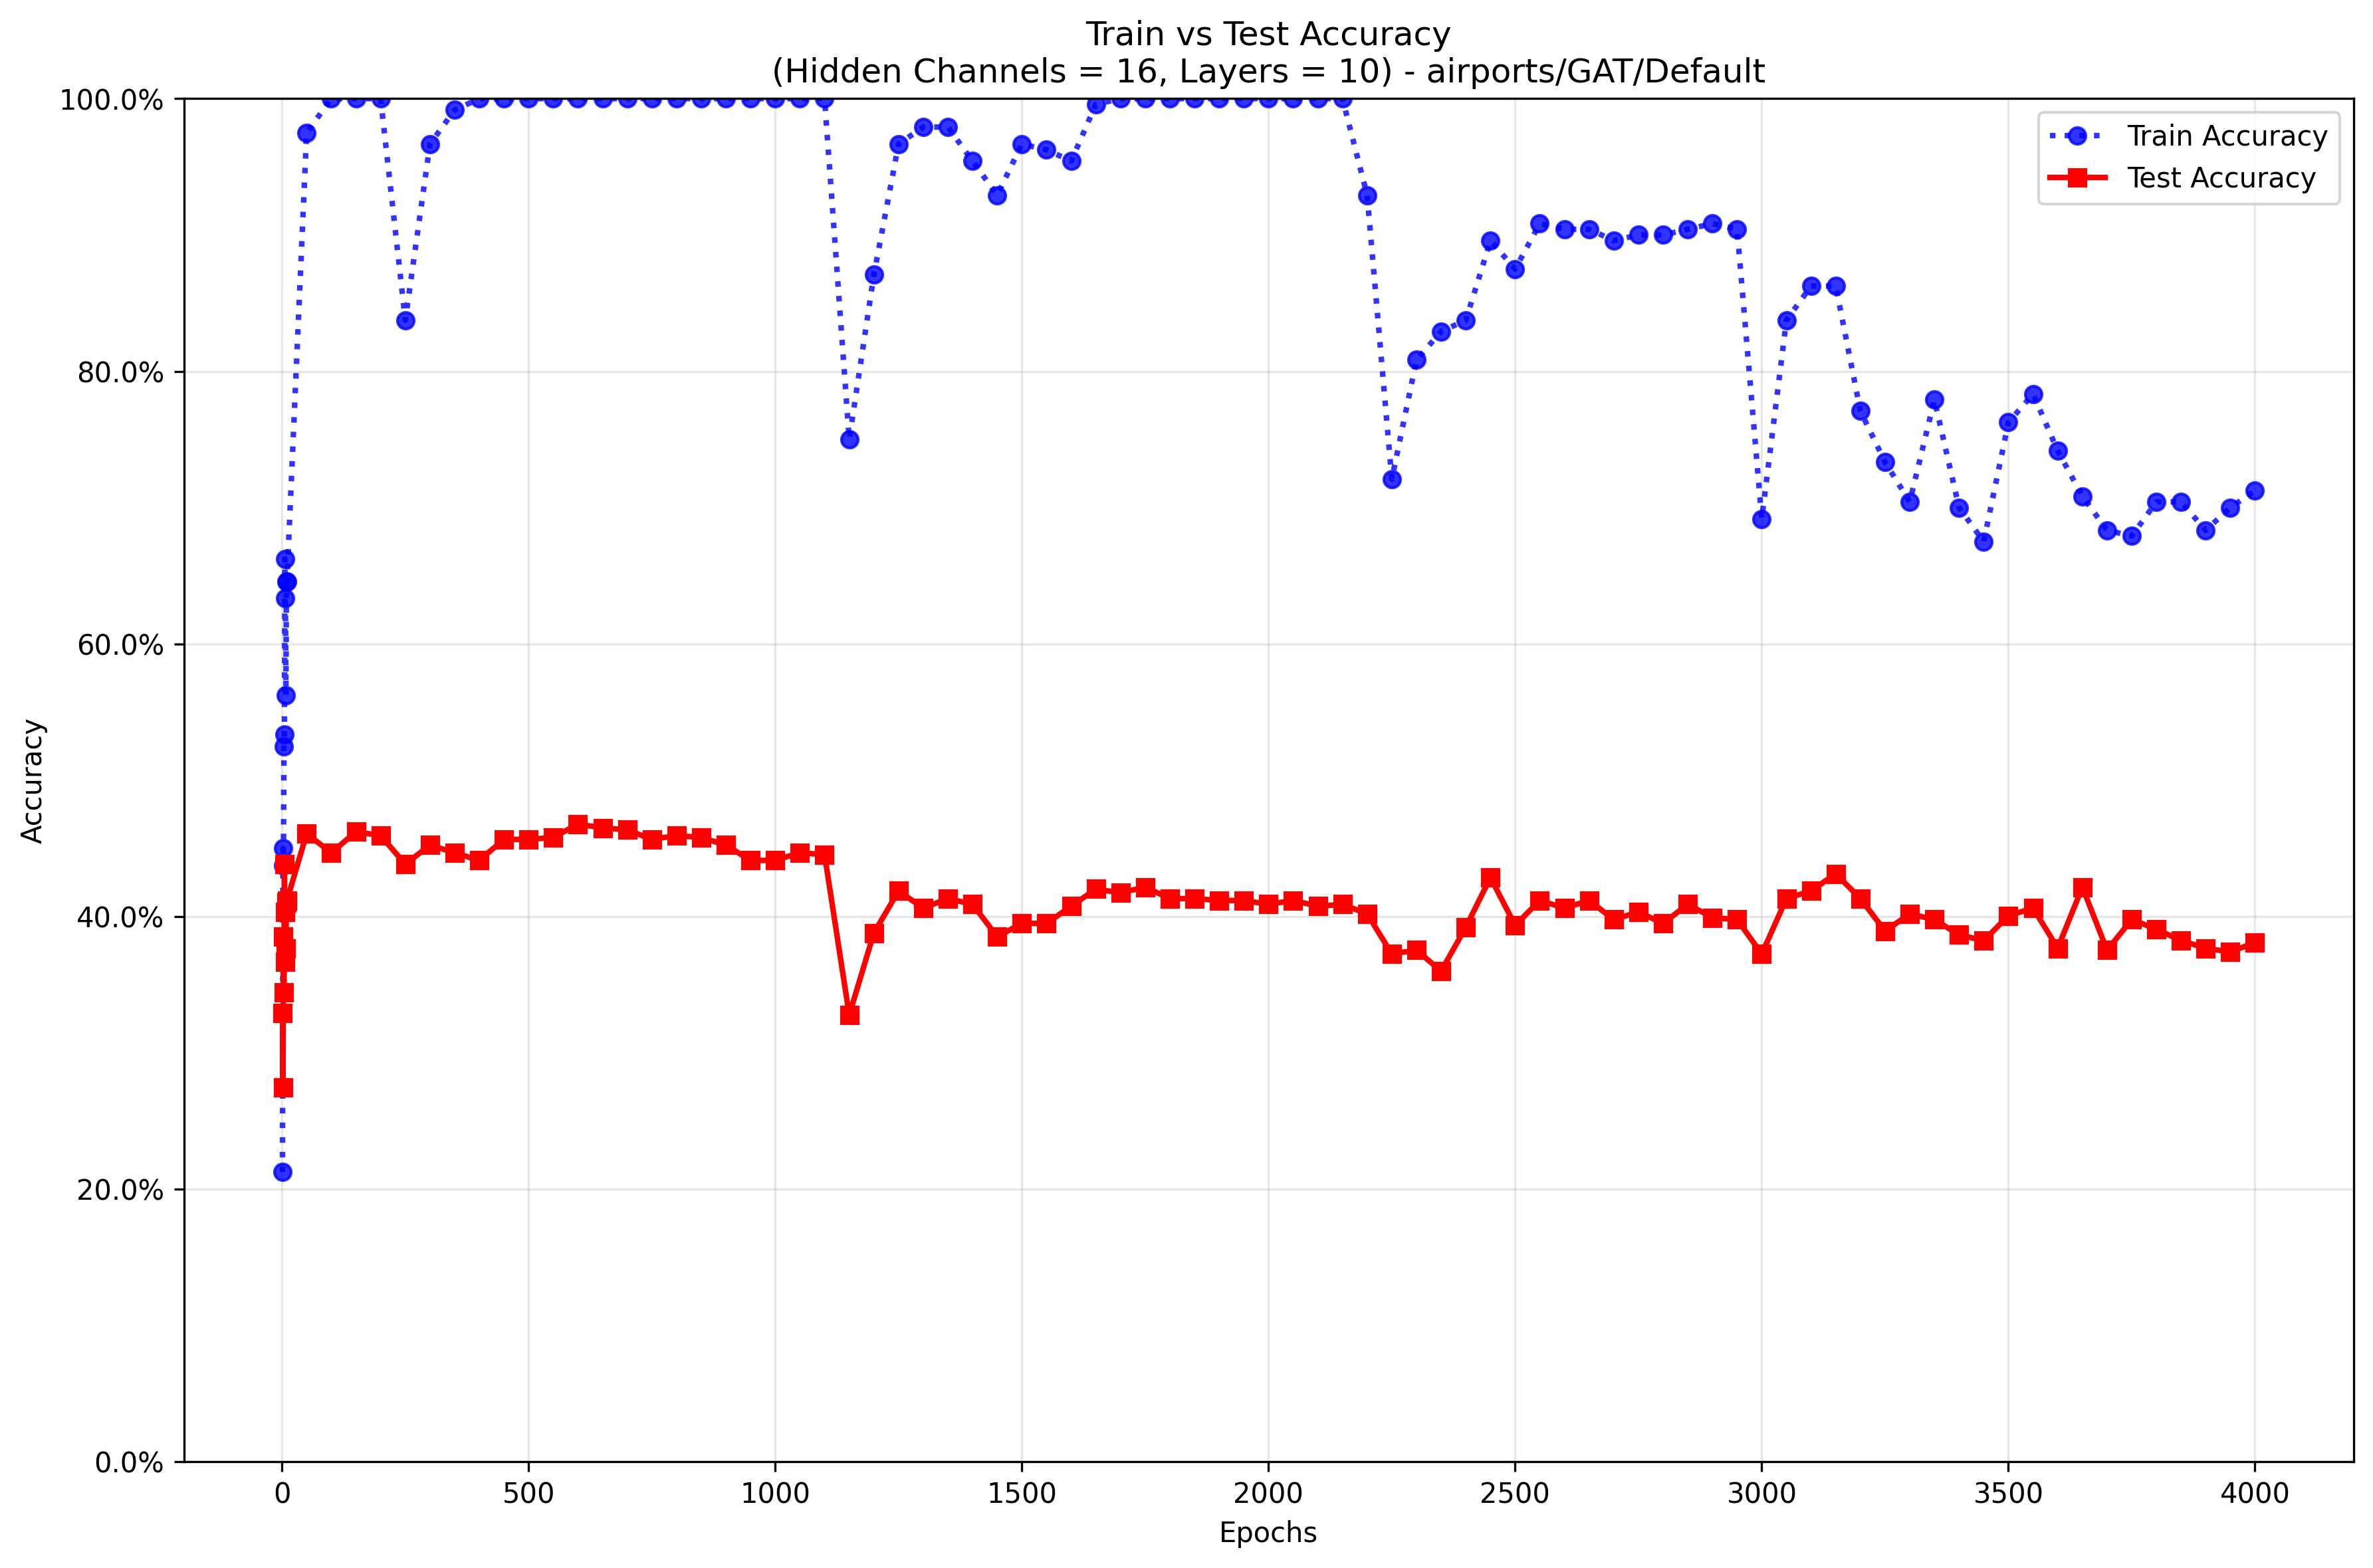 Train vs Test Accuracy
(Hidden Channels = 16, Layers = 10) - airports/GAT/Default
Train Accuracy
Test Accuracy
100.0%
80.0%
60.0%
40.0%
20.0%
0.0%
Accuracy
0 500 1000 1500 2000 2500 3000 3500 4000
Epochs